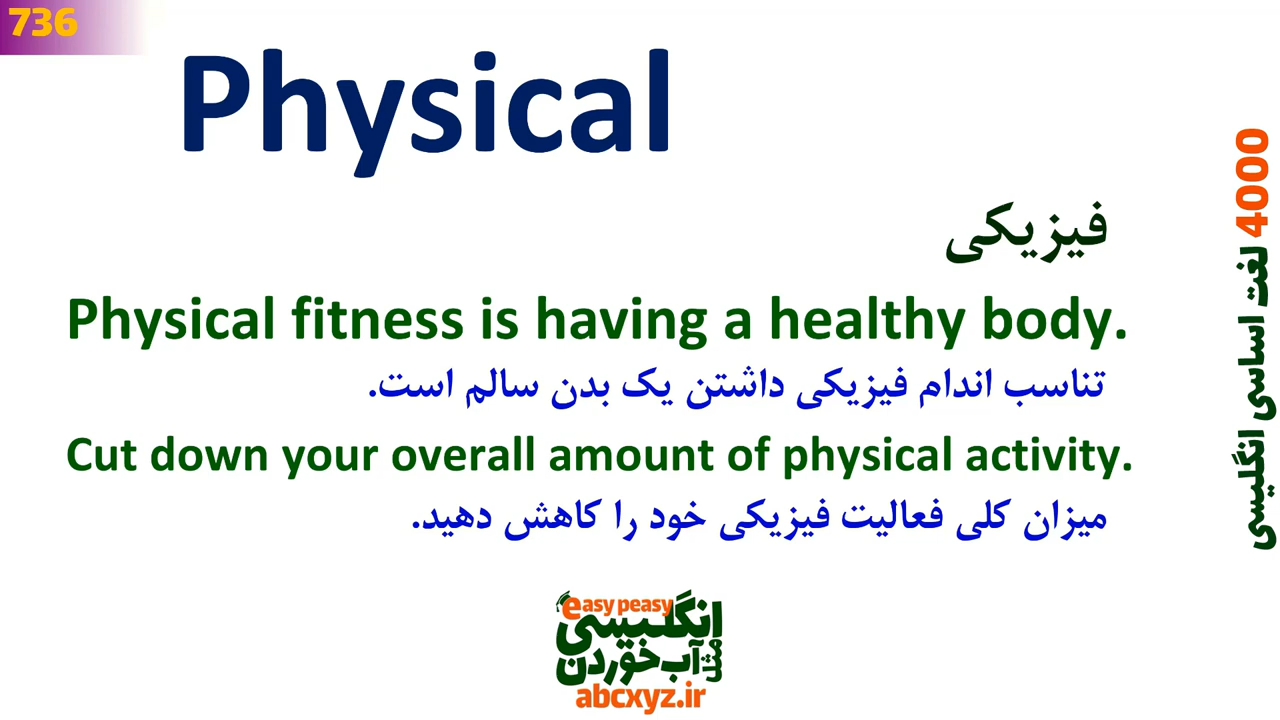 736
Physical
فیزیکی
Physical fitness is having a healthy body.
تناسب اندام فیزیکی داشتن یک بدن سالم است.
Cut down your overall amount of physical activity.
میزان کلی فعالیت فیزیکی خود را کاهش دهید.
4000 لغت اساسی انگلیسی
easy peasy
انگلیسی
مثل آب خوردن
abcxyz.ir